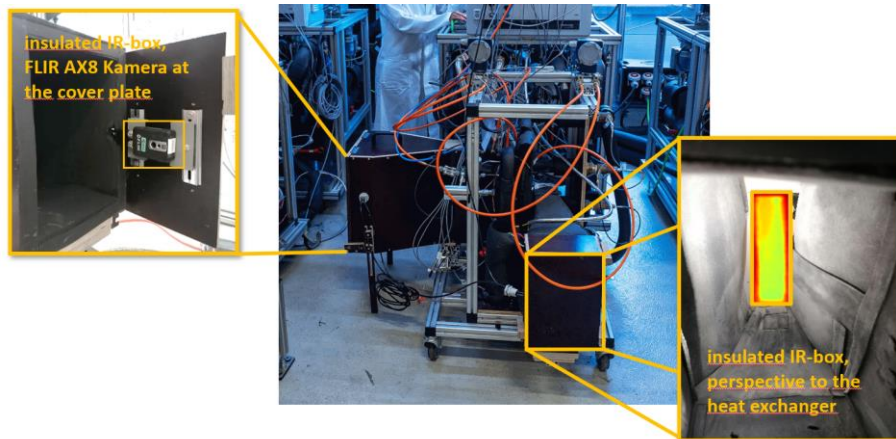 insulated IR-box,
FLIR AX8 Kamera at
the cover plate
insulated IR-box,
perspective to the
heat exchanger